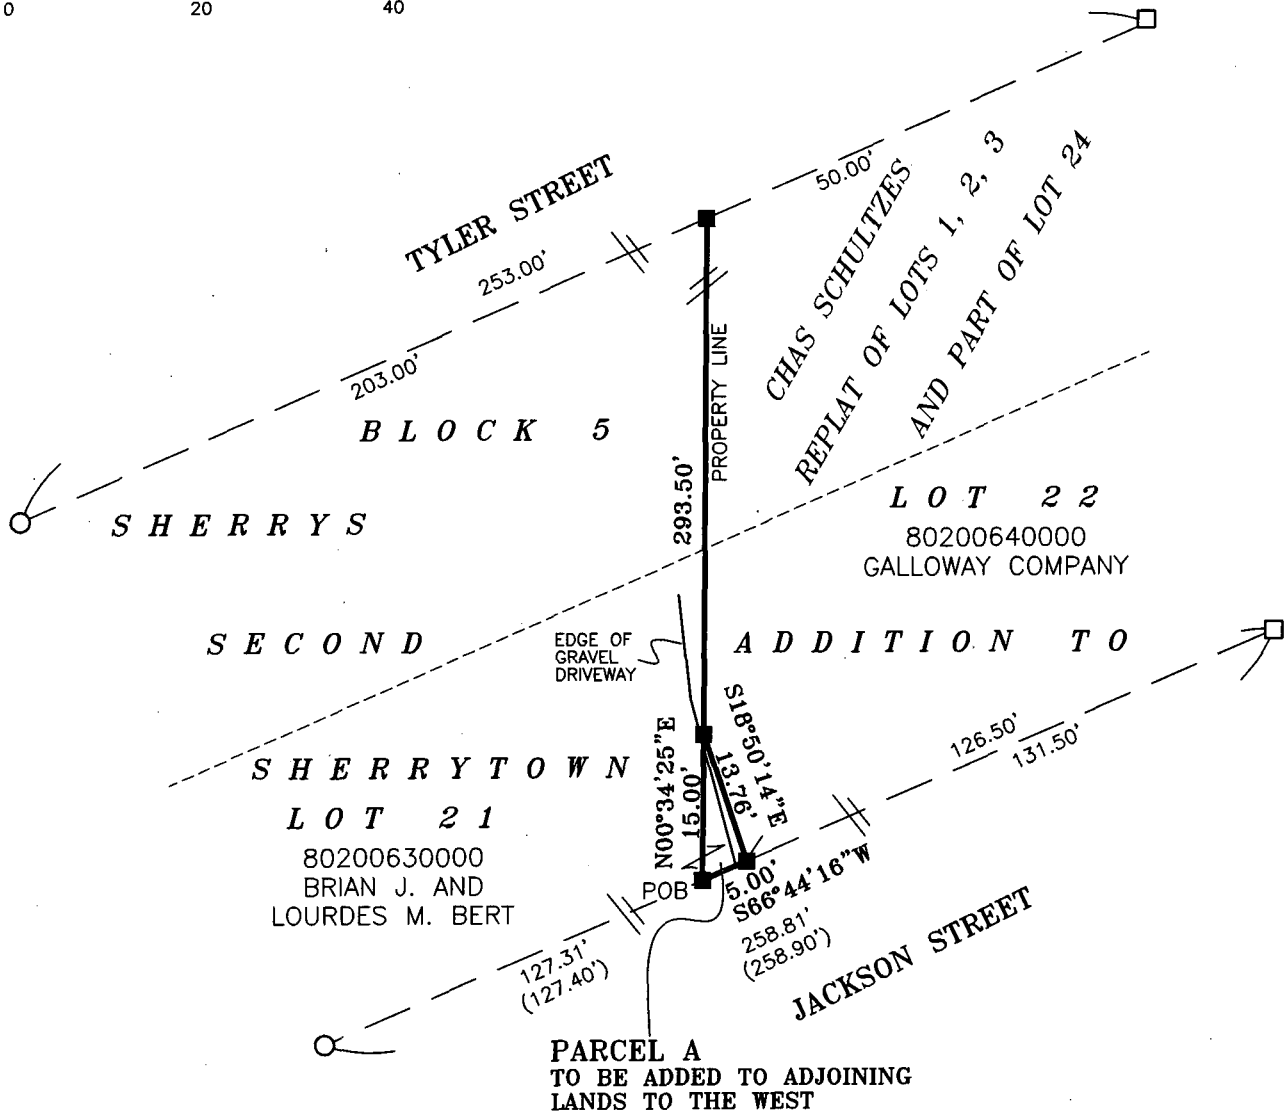 0 20 40
TYLER STREET
50.00'
253.00'
203.00'
CHAS SCHULTZES
REPLAT OF LOTS 1, 2, 3
AND PART OF LOT 24
PROPERTY LINE
293.50'
BLOCK 5
SHERRYS
LOT 22
80200640000
GALLOWAY COMPANY
SECOND
EDGE OF
GRAVEL
DRIVEWAY
ADDITION TO
SHERRYTOWN
LOT 21
80200630000
BRIAN J. AND
LOURDES M. BERT
N00°34'25"E
15.00'
S18°50'14"E
13.76'
126.50'
131.50'
POB
5.00'
S66°44'16"W
258.81'
(258.90')
127.31'
(127.40')
JACKSON STREET
PARCEL A
TO BE ADDED TO ADJOINING
LANDS TO THE WEST